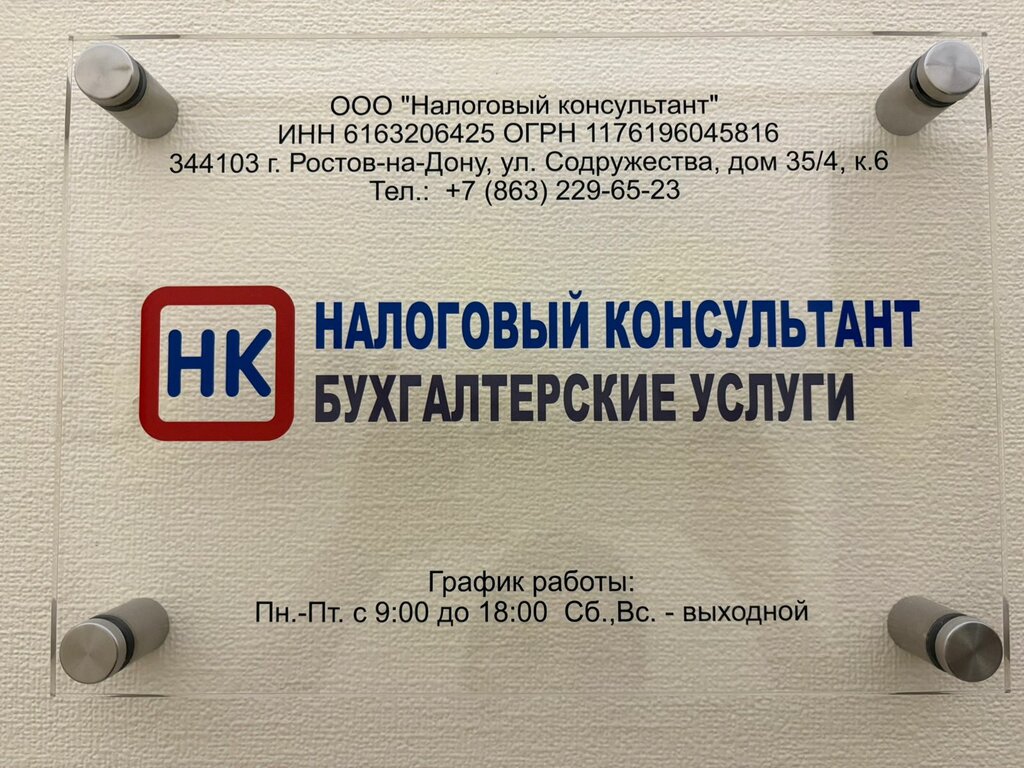 ООО "Налоговый консультант"
ИНН 6163206425 ОГРН 1176196045816
344103 г. Ростов-на-Дону, ул. Содружества, дом 35/4, к.6
Тел.: +7 (863) 229-65-23
НК
НАЛОГОВЫЙ КОНСУЛЬТАНТ
БУХГАЛТЕРСКИЕ УСЛУГИ
График работы:
Пн.-Пт. с 9:00 до 18:00 Сб.,Вс. - выходной